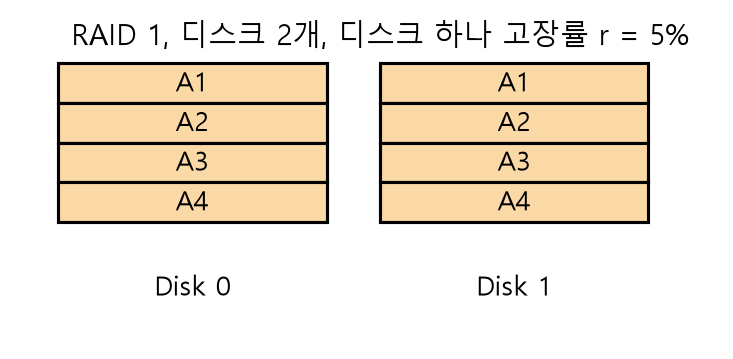 RAID 1, 디스크 2개, 디스크 하나 고장률 r = 5%
A1 A1
A2 A2
A3 A3
A4 A4
Disk 0 Disk 1